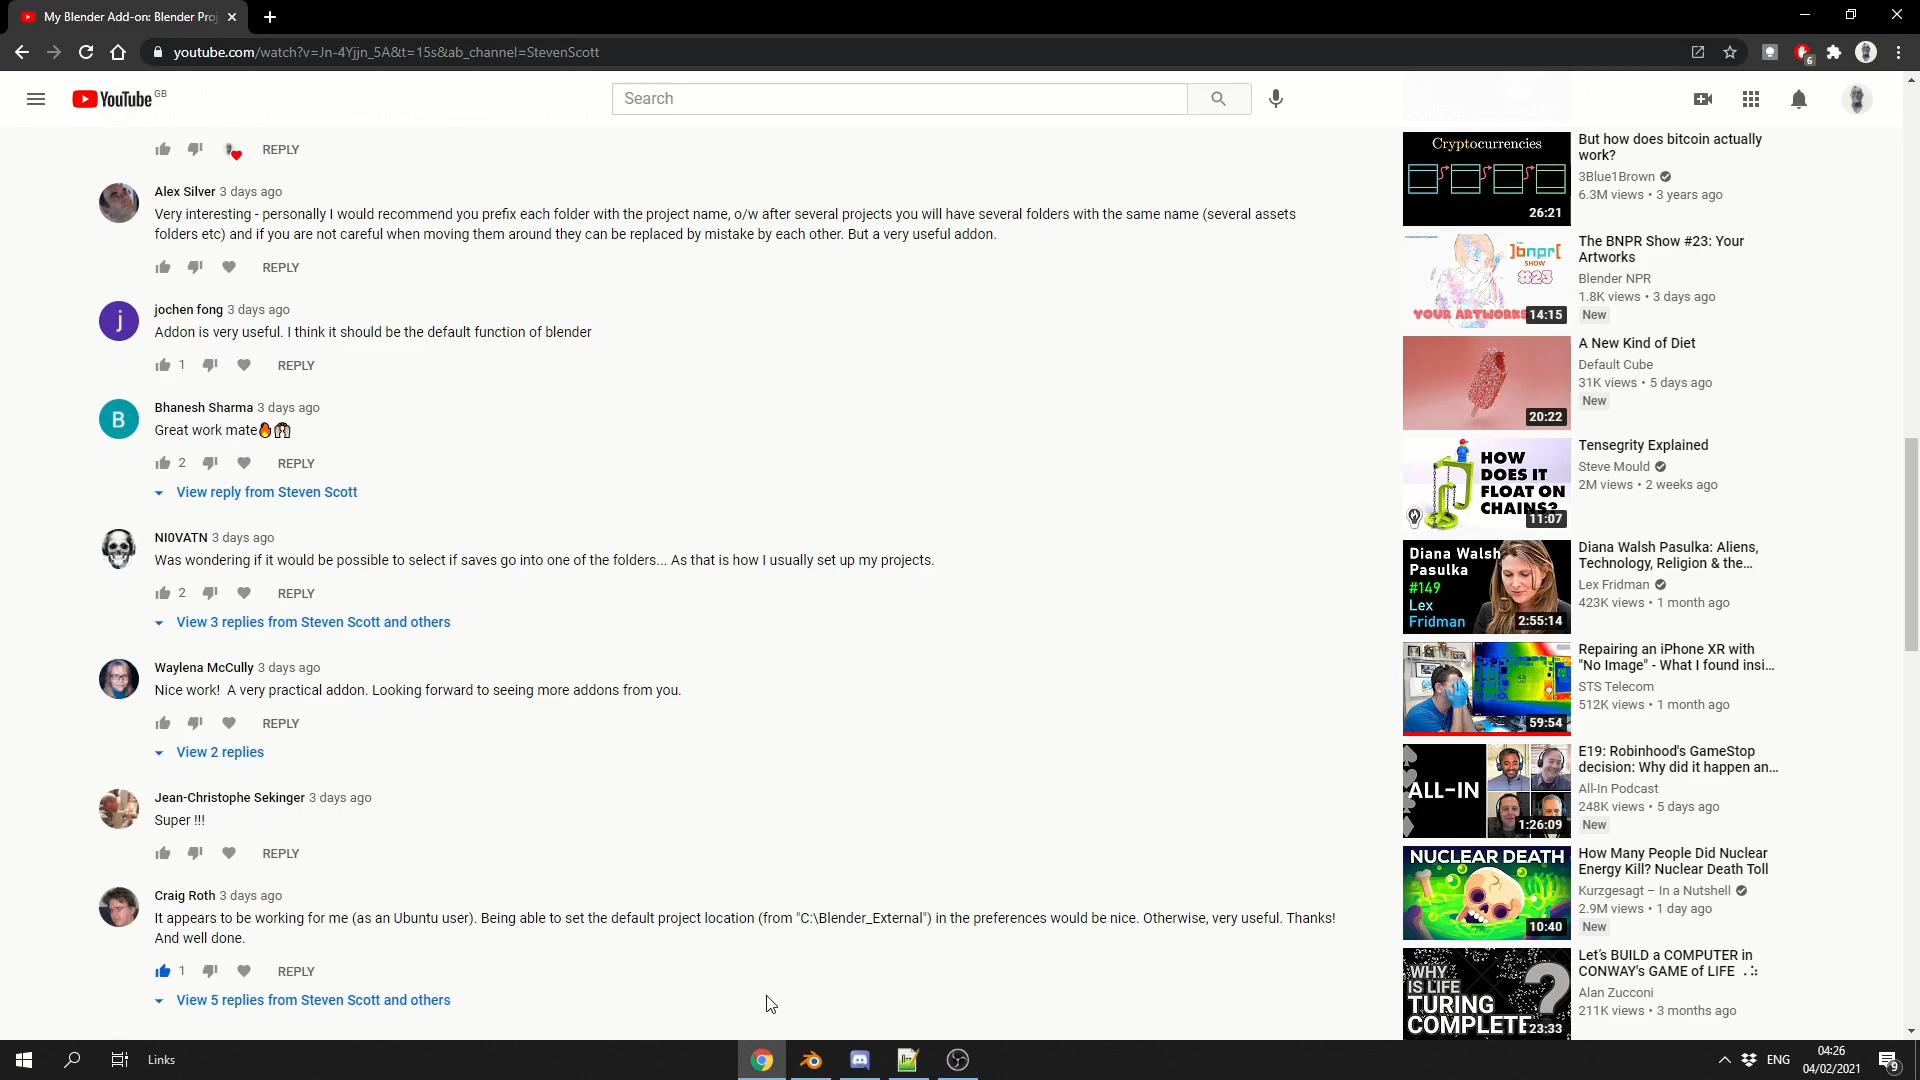 My Blender Add-on: Blender Pro
youtube.com/watch?v=Jn-4Yjjn_5A&t=15s&ab_channel=StevenScott
6
YouTube GB
Search
REPLY
Alex Silver 3 days ago
Very interesting - personally I would recommend you prefix each folder with the project name, o/w after several projects you will have several folders with the same name (several assets
folders etc) and if you are not careful when moving them around they can be replaced by mistake by each other. But a very useful addon.
REPLY
j
jochen fong 3 days ago
Addon is very useful. I think it should be the default function of blender
1 REPLY
B
Bhanesh Sharma 3 days ago
Great work mate🔥
2 REPLY
View reply from Steven Scott
NI0VATN 3 days ago
Was wondering if it would be possible to select if saves go into one of the folders... As that is how I usually set up my projects.
2 REPLY
View 3 replies from Steven Scott and others
Waylena McCully 3 days ago
Nice work!  A very practical addon. Looking forward to seeing more addons from you.
REPLY
View 2 replies
Jean-Christophe Sekinger 3 days ago
Super !!!
REPLY
Craig Roth 3 days ago
It appears to be working for me (as an Ubuntu user). Being able to set the default project location (from "C:\Blender_External") in the preferences would be nice. Otherwise, very useful. Thanks!
And well done.
1 REPLY
View 5 replies from Steven Scott and others
Cryptocurrencies
26:21
But how does bitcoin actually
work?
3Blue1Brown
6.3M views • 3 years ago
]bnpr[
SHOW
#23
YOUR ARTWORKS
14:15
The BNPR Show #23: Your
Artworks
Blender NPR
1.8K views • 3 days ago
New
20:22
A New Kind of Diet
Default Cube
31K views • 5 days ago
New
HOW
DOES IT
FLOAT ON
CHAINS?
11:07
Tensegrity Explained
Steve Mould
2M views • 2 weeks ago
Diana Walsh
Pasulka
#149
Lex
Fridman
2:55:14
Diana Walsh Pasulka: Aliens,
Technology, Religion & the...
Lex Fridman
423K views • 1 month ago
59:54
Repairing an iPhone XR with
"No Image" - What I found insi...
STS Telecom
512K views • 1 month ago
ALL-IN
1:26:09
E19: Robinhood's GameStop
decision: Why did it happen an...
All-In Podcast
248K views • 5 days ago
New
NUCLEAR DEATH
10:40
How Many People Did Nuclear
Energy Kill? Nuclear Death Toll
Kurzgesagt – In a Nutshell
2.9M views • 1 day ago
New
WHY
IS LIFE
TURING
COMPLETE
?
23:33
Let's BUILD a COMPUTER in
CONWAY's GAME of LIFE
Alan Zucconi
211K views • 3 months ago
Links
ENG
04:26
04/02/2021
9